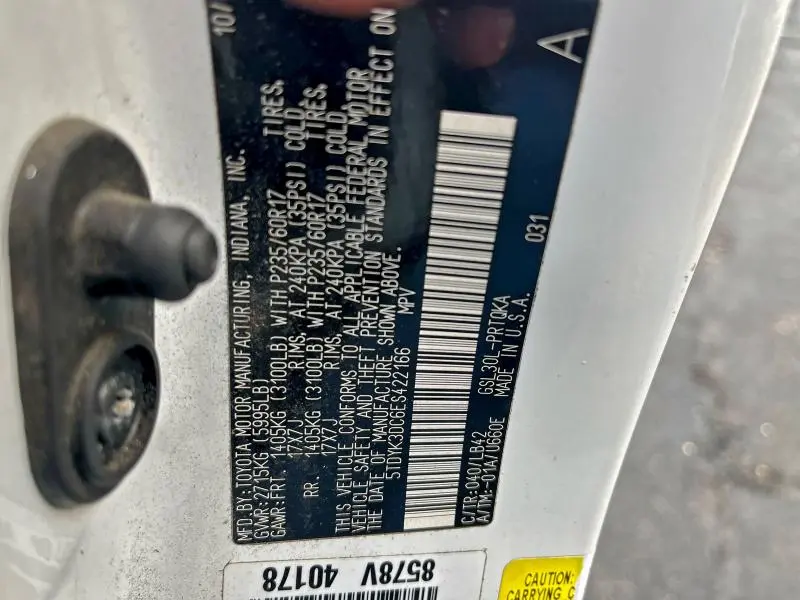 MFD.BY:TOYOTA MOTOR MANUFACTURING, INDIANA, INC. 10/
GVWR:2715KG (5995LB)
GAWR:FRT 1405KG (3100LB) WITH P235/60R17 TIRES,
17X7J RIMS, AT 240KPA (35PSI) COLD.
RR. 1405KG (3100LB) WITH P235/60R17 TIRES,
17X7J RIMS, AT 240KPA (35PSI) COLD.
THIS VEHICLE CONFORMS TO ALL APPLICABLE FEDERAL MOTOR
VEHICLE SAFETY AND THEFT PREVENTION STANDARDS IN EFFECT ON
THE DATE OF MANUFACTURE SHOWN ABOVE.
5TDYK3DC6ES422166 MPV
A
C/TR:040/LB42 GSL30L-PRTQKA 031
A/TM:-01A/U660E MADE IN U.S.A.
8578V 40178
CAUTION:
CARRYING C